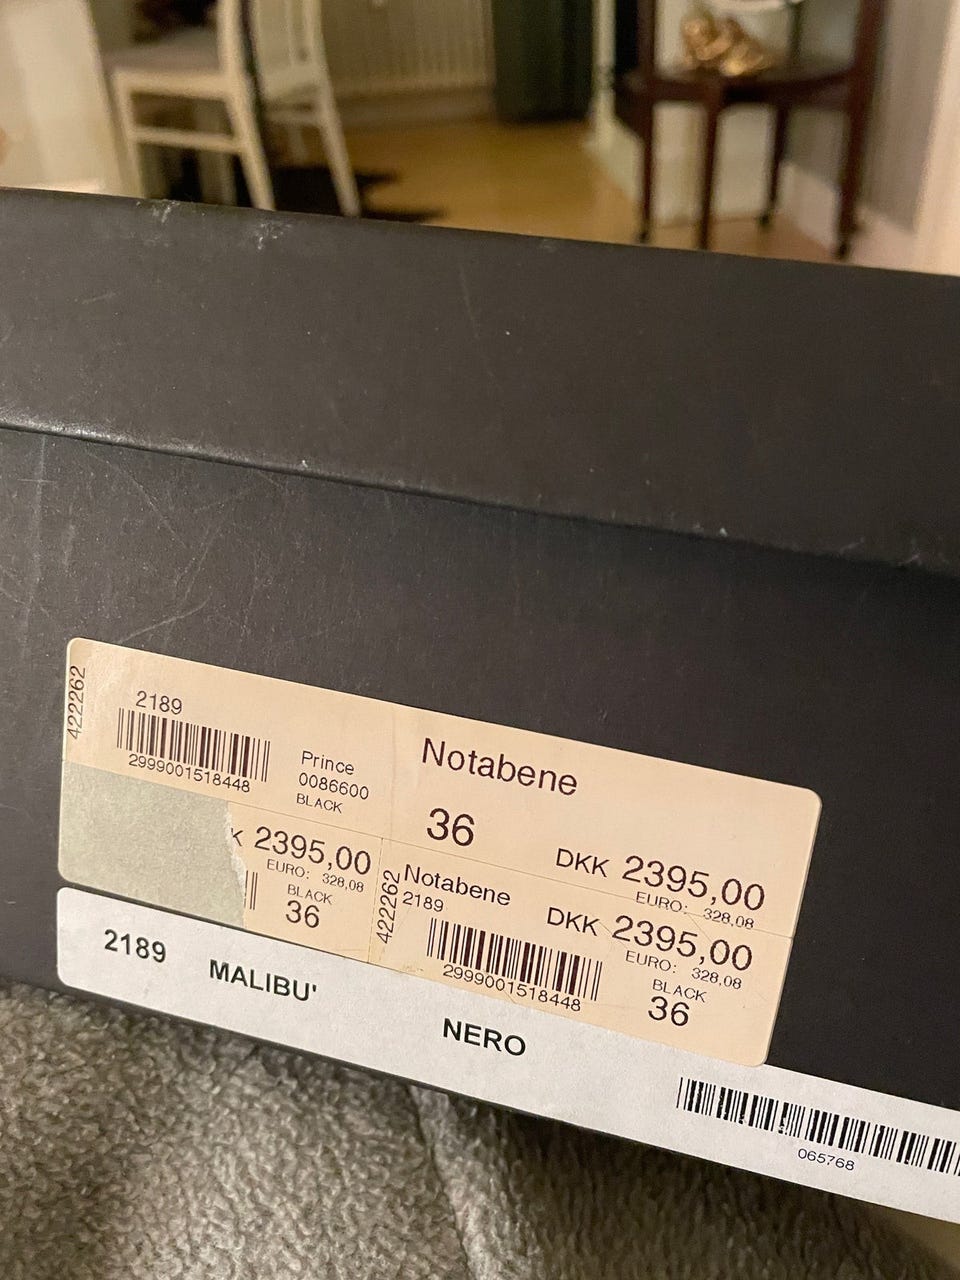 422262
2189
2999001518448
Prince
0086600
BLACK
Notabene
36
DKK 2395,00
EURO: 328,08
K 2395,00
EURO: 328,08
BLACK
36
422262
Notabene
2189
DKK 2395,00
EURO: 328,08
2999001518448
BLACK
36
2189 MALIBU' NERO
065768